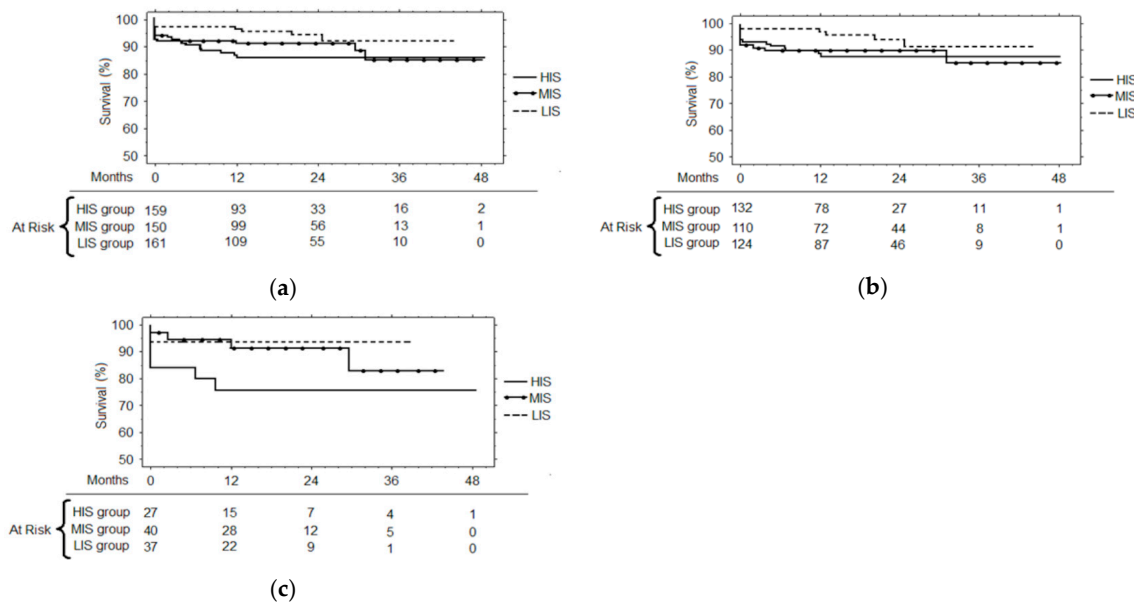 100
90
80
70
60
50
Survival (%)
HIS
MIS
LIS
Months 0 12 24 36 48
At Risk
HIS group 159 93 33 16 2
MIS group 150 99 56 13 1
LIS group 161 109 55 10 0
(a)
100
90
80
70
60
50
Survival (%)
HIS
MIS
LIS
Months 0 12 24 36 48
At Risk
HIS group 132 78 27 11 1
MIS group 110 72 44 8 1
LIS group 124 87 46 9 0
(b)
100
90
80
70
60
50
Survival (%)
HIS
MIS
LIS
Months 0 12 24 36 48
At Risk
HIS group 27 15 7 4 1
MIS group 40 28 12 5 0
LIS group 37 22 9 1 0
(c)